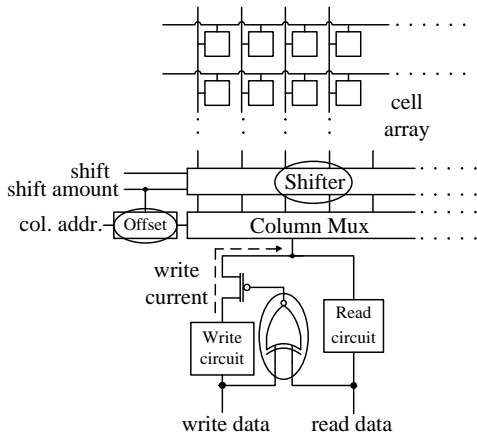 cell
array
shift
shift amount
Shifter
col. addr.
Offset
Column Mux
write
current
Write
circuit
Read
circuit
write data
read data